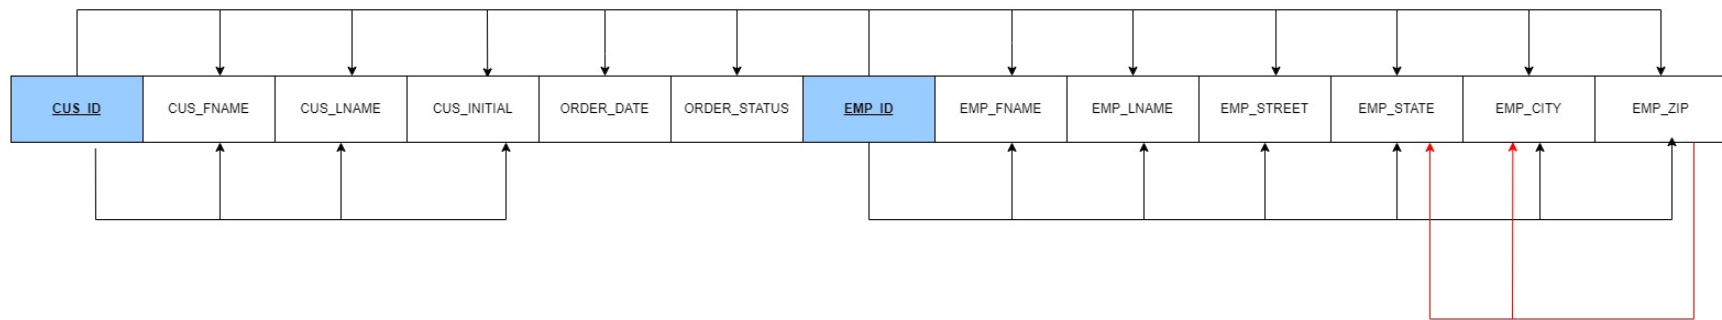 CUS_ID CUS_FNAME CUS_LNAME CUS_INITIAL ORDER_DATE ORDER_STATUS EMP_ID EMP_FNAME EMP_LNAME EMP_STREET EMP_STATE EMP_CITY EMP_ZIP